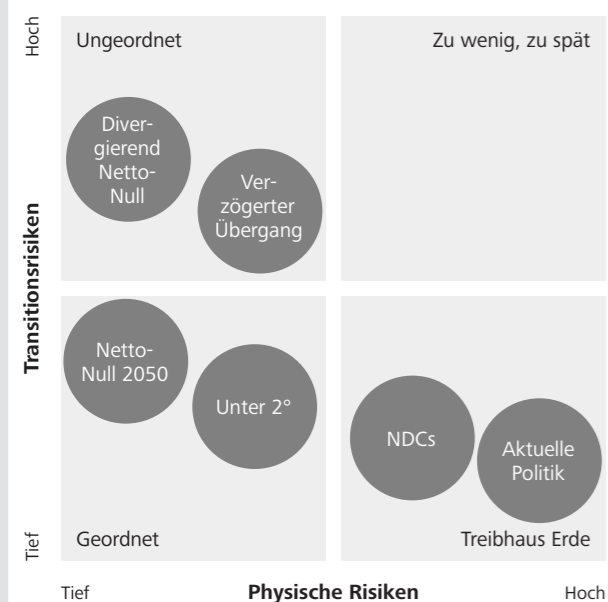 Hoch
Transitionsrisiken
Tief
Ungeordnet
Zu wenig, zu spät
Diver-
gierend
Netto-
Null
Ver-
zögerter
Übergang
Netto-
Null 2050
Unter 2°
NDCs
Aktuelle
Politik
Geordnet
Treibhaus Erde
Tief
Physische Risiken
Hoch